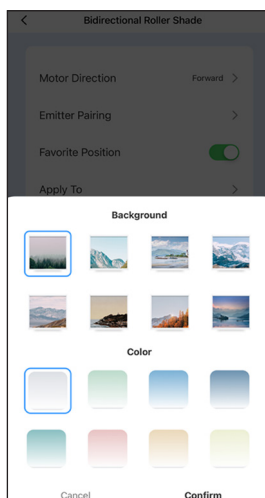 Bidirectional Roller Shade
Motor Direction
Forward
Emitter Pairing
Favorite Position
Apply To
Background
Color
Cancel
Confirm